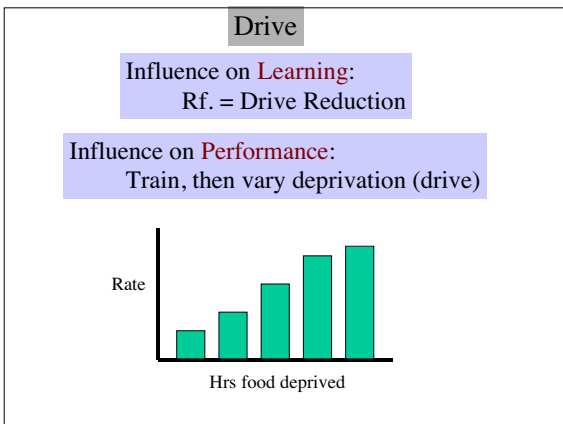 Drive
Influence on Learning:
Rf. = Drive Reduction
Influence on Performance:
Train, then vary deprivation (drive)
Rate
Hrs food deprived